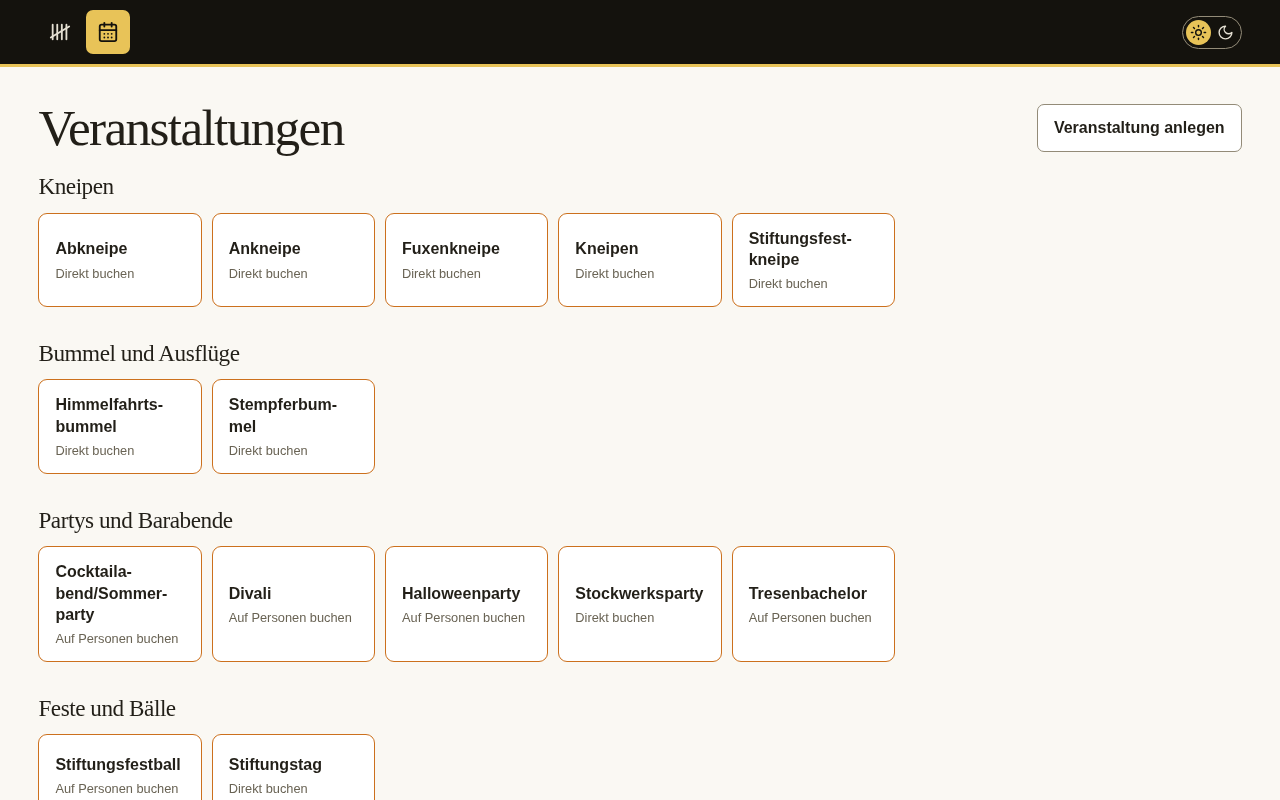 Veranstaltungen
Veranstaltung anlegen
Kneipen
Abkneipe
Direkt buchen
Ankneipe
Direkt buchen
Fuxenkneipe
Direkt buchen
Kneipen
Direkt buchen
Stiftungsfest-
kneipe
Direkt buchen
Bummel und Ausflüge
Himmelfahrts-
bummel
Direkt buchen
Stempferbum-
mel
Direkt buchen
Partys und Barabende
Cocktaila-
bend/Sommer-
party
Auf Personen buchen
Divali
Auf Personen buchen
Halloweenparty
Auf Personen buchen
Stockwerksparty
Direkt buchen
Tresenbachelor
Auf Personen buchen
Feste und Bälle
Stiftungsfestball
Auf Personen buchen
Stiftungstag
Direkt buchen